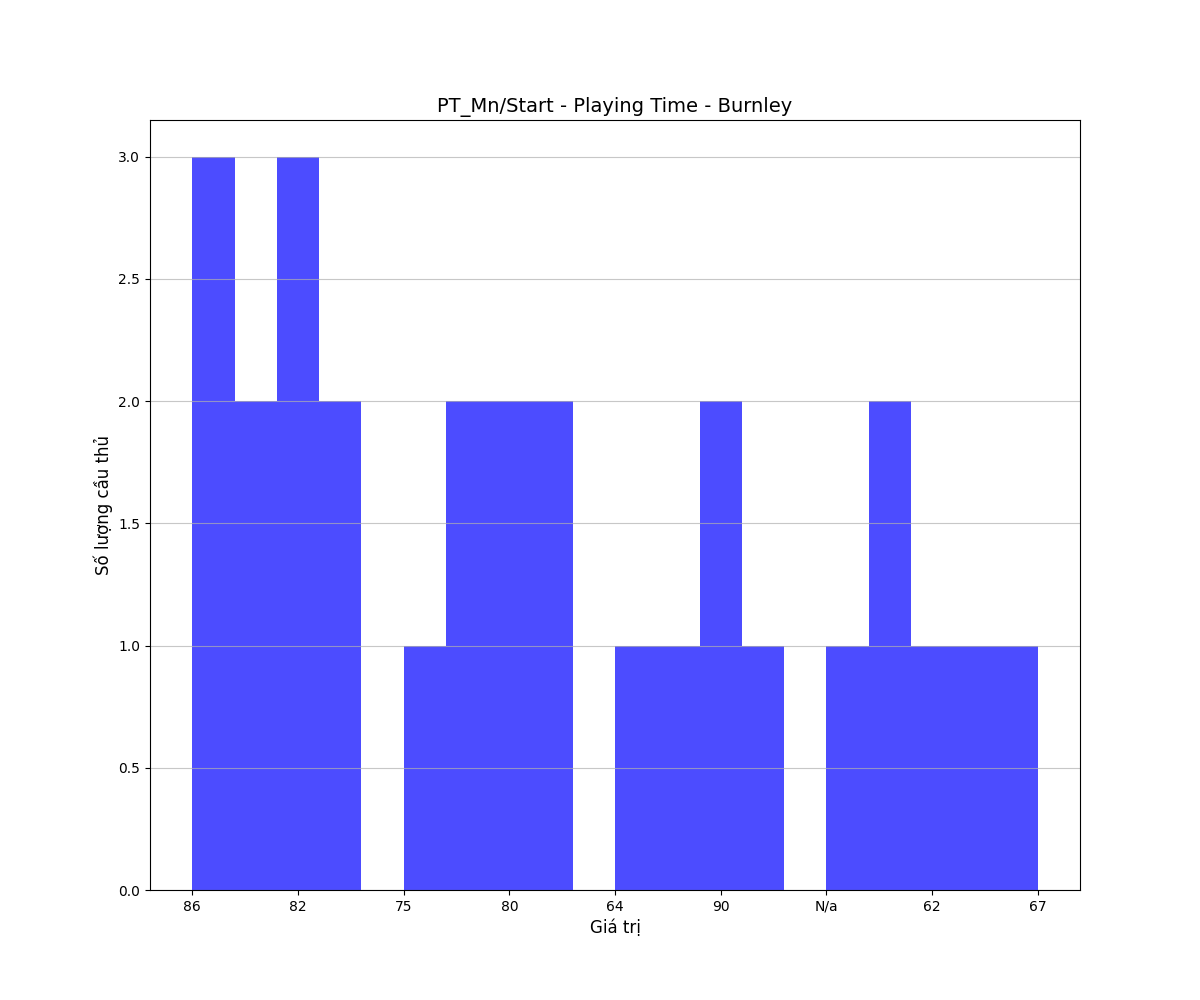 PT_Mn/Start - Playing Time - Burnley
Số lượng cầu thủ
3.0
2.5
2.0
1.5
1.0
0.5
0.0
86 82 75 80 64 90 N/a 62 67
Giá trị